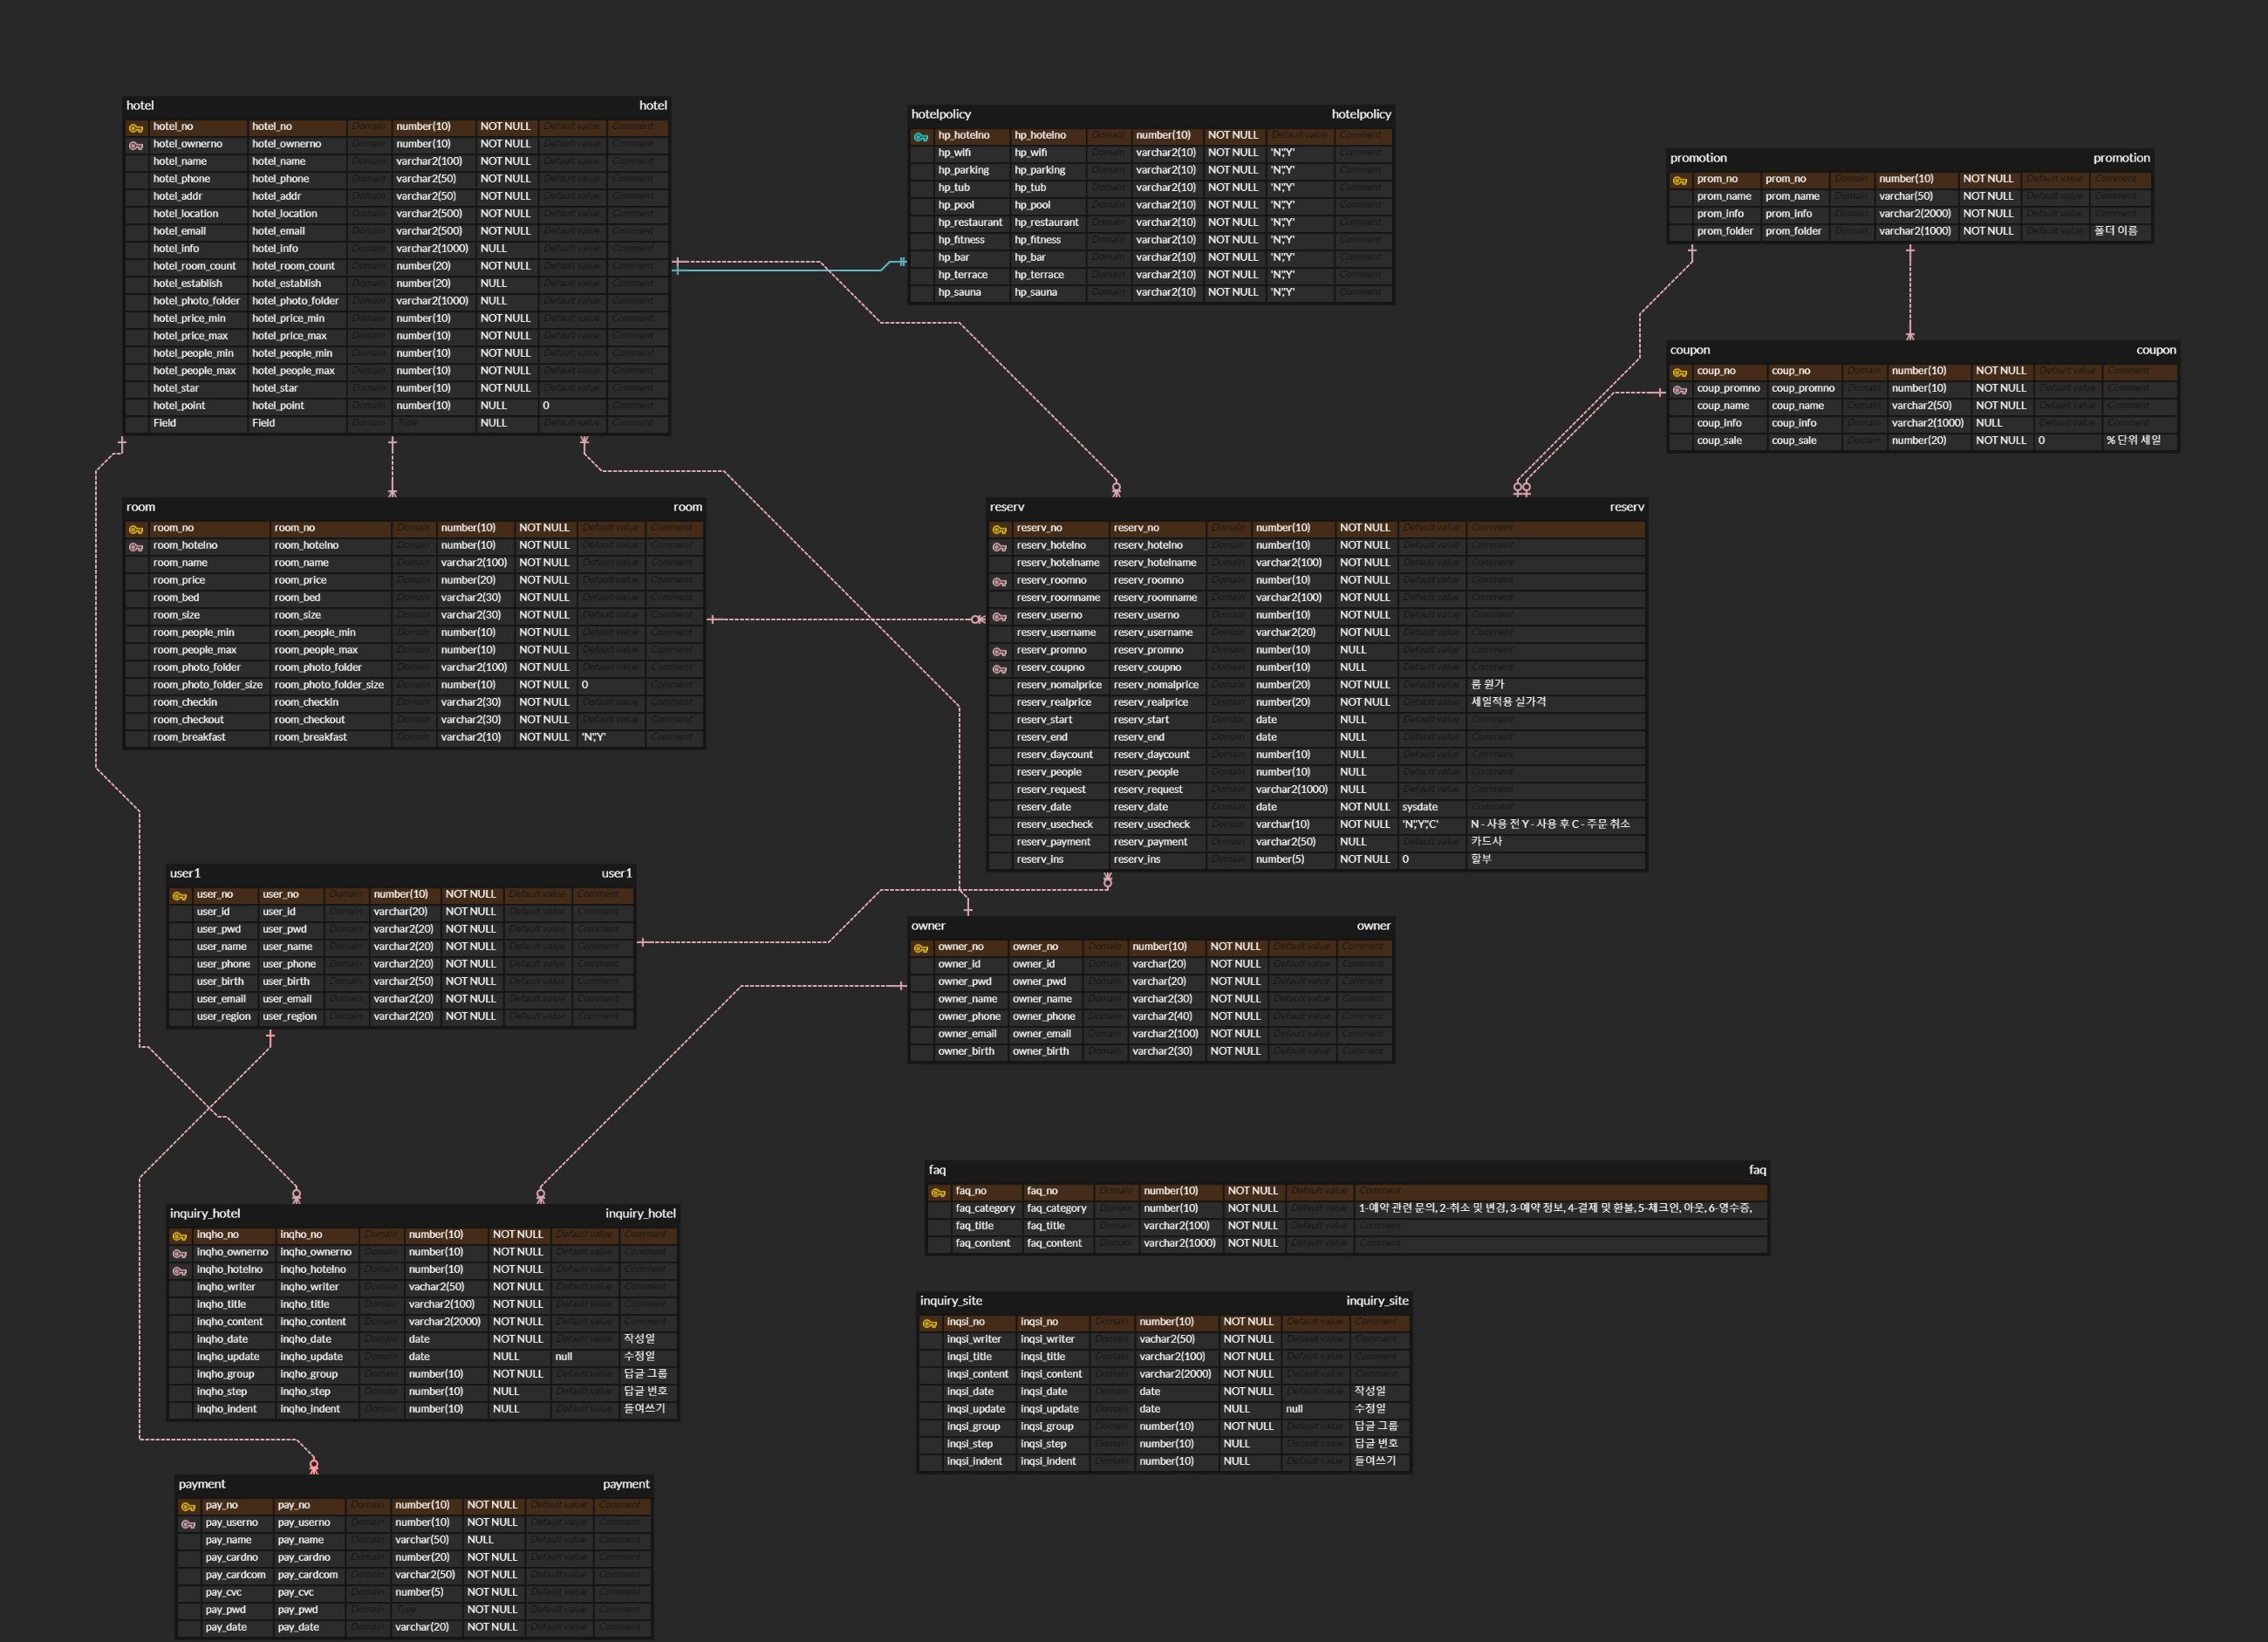 hotel hotel
hotel_no hotel_no Domain number(10) NOT NULL Default value Comment
hotel_ownerno hotel_ownerno Domain number(10) NOT NULL Default value Comment
hotel_name hotel_name Domain varchar2(100) NOT NULL Default value Comment
hotel_phone hotel_phone Domain varchar2(50) NOT NULL Default value Comment
hotel_addr hotel_addr Domain varchar2(50) NOT NULL Default value Comment
hotel_location hotel_location Domain varchar2(500) NOT NULL Default value Comment
hotel_email hotel_email Domain varchar2(500) NOT NULL Default value Comment
hotel_info hotel_info Domain varchar2(1000) NULL Default value Comment
hotel_room_count hotel_room_count Domain number(20) NOT NULL Default value Comment
hotel_establish hotel_establish Domain number(20) NULL Default value Comment
hotel_photo_folder hotel_photo_folder Domain varchar2(1000) NULL Default value Comment
hotel_price_min hotel_price_min Domain number(10) NOT NULL Default value Comment
hotel_price_max hotel_price_max Domain number(10) NOT NULL Default value Comment
hotel_people_min hotel_people_min Domain number(10) NOT NULL Default value Comment
hotel_people_max hotel_people_max Domain number(10) NOT NULL Default value Comment
hotel_star hotel_star Domain number(10) NOT NULL Default value Comment
hotel_point hotel_point Domain number(10) NULL 0 Comment
Field Field Domain Type NULL Default value Comment
hotelpolicy hotelpolicy
hp_hotelno hp_hotelno Domain number(10) NOT NULL Default value Comment
hp_wifi hp_wifi Domain varchar2(10) NOT NULL 'N','Y' Comment
hp_parking hp_parking Domain varchar2(10) NOT NULL 'N','Y' Comment
hp_tub hp_tub Domain varchar2(10) NOT NULL 'N','Y' Comment
hp_pool hp_pool Domain varchar2(10) NOT NULL 'N','Y' Comment
hp_restaurant hp_restaurant Domain varchar2(10) NOT NULL 'N','Y' Comment
hp_fitness hp_fitness Domain varchar2(10) NOT NULL 'N','Y' Comment
hp_bar hp_bar Domain varchar2(10) NOT NULL 'N','Y' Comment
hp_terrace hp_terrace Domain varchar2(10) NOT NULL 'N','Y' Comment
hp_sauna hp_sauna Domain varchar2(10) NOT NULL 'N','Y' Comment
promotion promotion
prom_no prom_no Domain number(10) NOT NULL Default value Comment
prom_name prom_name Domain varchar(50) NOT NULL Default value Comment
prom_info prom_info Domain varchar2(2000) NOT NULL Default value Comment
prom_folder prom_folder Domain varchar2(1000) NOT NULL Default value 폴더 이름
coupon coupon
coup_no coup_no Domain number(10) NOT NULL Default value Comment
coup_promno coup_promno Domain number(10) NOT NULL Default value Comment
coup_name coup_name Domain varchar2(50) NOT NULL Default value Comment
coup_info coup_info Domain varchar2(1000) NULL Default value Comment
coup_sale coup_sale Domain number(20) NOT NULL 0 % 단위 세일
room room
room_no room_no Domain number(10) NOT NULL Default value Comment
room_hotelno room_hotelno Domain number(10) NOT NULL Default value Comment
room_name room_name Domain varchar2(100) NOT NULL Default value Comment
room_price room_price Domain number(20) NOT NULL Default value Comment
room_bed room_bed Domain varchar2(30) NOT NULL Default value Comment
room_size room_size Domain varchar2(30) NOT NULL Default value Comment
room_people_min room_people_min Domain number(10) NOT NULL Default value Comment
room_people_max room_people_max Domain number(10) NOT NULL Default value Comment
room_photo_folder room_photo_folder Domain varchar2(100) NOT NULL Default value Comment
room_photo_folder_size room_photo_folder_size Domain number(10) NOT NULL 0 Comment
room_checkin room_checkin Domain varchar2(30) NOT NULL Default value Comment
room_checkout room_checkout Domain varchar2(30) NOT NULL Default value Comment
room_breakfast room_breakfast Domain varchar2(10) NOT NULL 'N','Y' Comment
reserv reserv
reserv_no reserv_no Domain number(10) NOT NULL Default value Comment
reserv_hotelno reserv_hotelno Domain number(10) NOT NULL Default value Comment
reserv_hotelname reserv_hotelname Domain varchar2(100) NOT NULL Default value Comment
reserv_roomno reserv_roomno Domain number(10) NOT NULL Default value Comment
reserv_roomname reserv_roomname Domain varchar2(100) NOT NULL Default value Comment
reserv_userno reserv_userno Domain number(10) NOT NULL Default value Comment
reserv_username reserv_username Domain varchar2(20) NOT NULL Default value Comment
reserv_promno reserv_promno Domain number(10) NULL Default value Comment
reserv_coupno reserv_coupno Domain number(10) NULL Default value Comment
reserv_nomalprice reserv_nomalprice Domain number(20) NOT NULL Default value 룸 원가
reserv_realprice reserv_realprice Domain number(20) NOT NULL Default value 세일적용 실가격
reserv_start reserv_start Domain date NULL Default value Comment
reserv_end reserv_end Domain date NULL Default value Comment
reserv_daycount reserv_daycount Domain number(10) NULL Default value Comment
reserv_people reserv_people Domain number(10) NULL Default value Comment
reserv_request reserv_request Domain varchar2(1000) NULL Default value Comment
reserv_date reserv_date Domain date NOT NULL sysdate Comment
reserv_usecheck reserv_usecheck Domain varchar(10) NOT NULL 'N','Y','C' N - 사용 전 Y - 사용 후 C - 주문 취소
reserv_payment reserv_payment Domain varchar2(50) NULL Default value 카드사
reserv_ins reserv_ins Domain number(5) NOT NULL 0 할부
user1 user1
user_no user_no Domain number(10) NOT NULL Default value Comment
user_id user_id Domain varchar(20) NOT NULL Default value Comment
user_pwd user_pwd Domain varchar2(20) NOT NULL Default value Comment
user_name user_name Domain varchar2(20) NOT NULL Default value Comment
user_phone user_phone Domain varchar2(20) NOT NULL Default value Comment
user_birth user_birth Domain varchar2(50) NOT NULL Default value Comment
user_email user_email Domain varchar2(20) NOT NULL Default value Comment
user_region user_region Domain varchar2(20) NOT NULL Default value Comment
owner owner
owner_no owner_no Domain number(10) NOT NULL Default value Comment
owner_id owner_id Domain varchar(20) NOT NULL Default value Comment
owner_pwd owner_pwd Domain varchar(20) NOT NULL Default value Comment
owner_name owner_name Domain varchar2(30) NOT NULL Default value Comment
owner_phone owner_phone Domain varchar2(40) NOT NULL Default value Comment
owner_email owner_email Domain varchar2(100) NOT NULL Default value Comment
owner_birth owner_birth Domain varchar2(30) NOT NULL Default value Comment
faq faq
faq_no faq_no Domain number(10) NOT NULL Default value Comment
faq_category faq_category Domain number(10) NOT NULL Default value 1-예약 관련 문의, 2-취소 및 변경, 3-예약 정보, 4-결제 및 환불, 5-체크인, 아웃, 6-영수증,
faq_title faq_title Domain varchar2(100) NOT NULL Default value Comment
faq_content faq_content Domain varchar2(1000) NOT NULL Default value Comment
inquiry_hotel inquiry_hotel
inqho_no inqho_no Domain number(10) NOT NULL Default value Comment
inqho_ownerno inqho_ownerno Domain number(10) NOT NULL Default value Comment
inqho_hotelno inqho_hotelno Domain number(10) NOT NULL Default value Comment
inqho_writer inqho_writer Domain vachar2(50) NOT NULL Default value Comment
inqho_title inqho_title Domain varchar2(100) NOT NULL Default value Comment
inqho_content inqho_content Domain varchar2(2000) NOT NULL Default value Comment
inqho_date inqho_date Domain date NOT NULL Default value 작성일
inqho_update inqho_update Domain date NULL null 수정일
inqho_group inqho_group Domain number(10) NOT NULL Default value 답글 그룹
inqho_step inqho_step Domain number(10) NULL Default value 답글 번호
inqho_indent inqho_indent Domain number(10) NULL Default value 들여쓰기
inquiry_site inquiry_site
inqsi_no inqsi_no Domain number(10) NOT NULL Default value Comment
inqsi_writer inqsi_writer Domain vachar2(50) NOT NULL Default value Comment
inqsi_title inqsi_title Domain varchar2(100) NOT NULL Default value Comment
inqsi_content inqsi_content Domain varchar2(2000) NOT NULL Default value Comment
inqsi_date inqsi_date Domain date NOT NULL Default value 작성일
inqsi_update inqsi_update Domain date NULL null 수정일
inqsi_group inqsi_group Domain number(10) NOT NULL Default value 답글 그룹
inqsi_step inqsi_step Domain number(10) NULL Default value 답글 번호
inqsi_indent inqsi_indent Domain number(10) NULL Default value 들여쓰기
payment payment
pay_no pay_no Domain number(10) NOT NULL Default value Comment
pay_userno pay_userno Domain number(10) NOT NULL Default value Comment
pay_name pay_name Domain varchar(50) NULL Default value Comment
pay_cardno pay_cardno Domain number(20) NOT NULL Default value Comment
pay_cardcom pay_cardcom Domain varchar2(50) NOT NULL Default value Comment
pay_cvc pay_cvc Domain number(5) NOT NULL Default value Comment
pay_pwd pay_pwd Domain Type NOT NULL Default value Comment
pay_date pay_date Domain varchar(20) NOT NULL Default value Comment